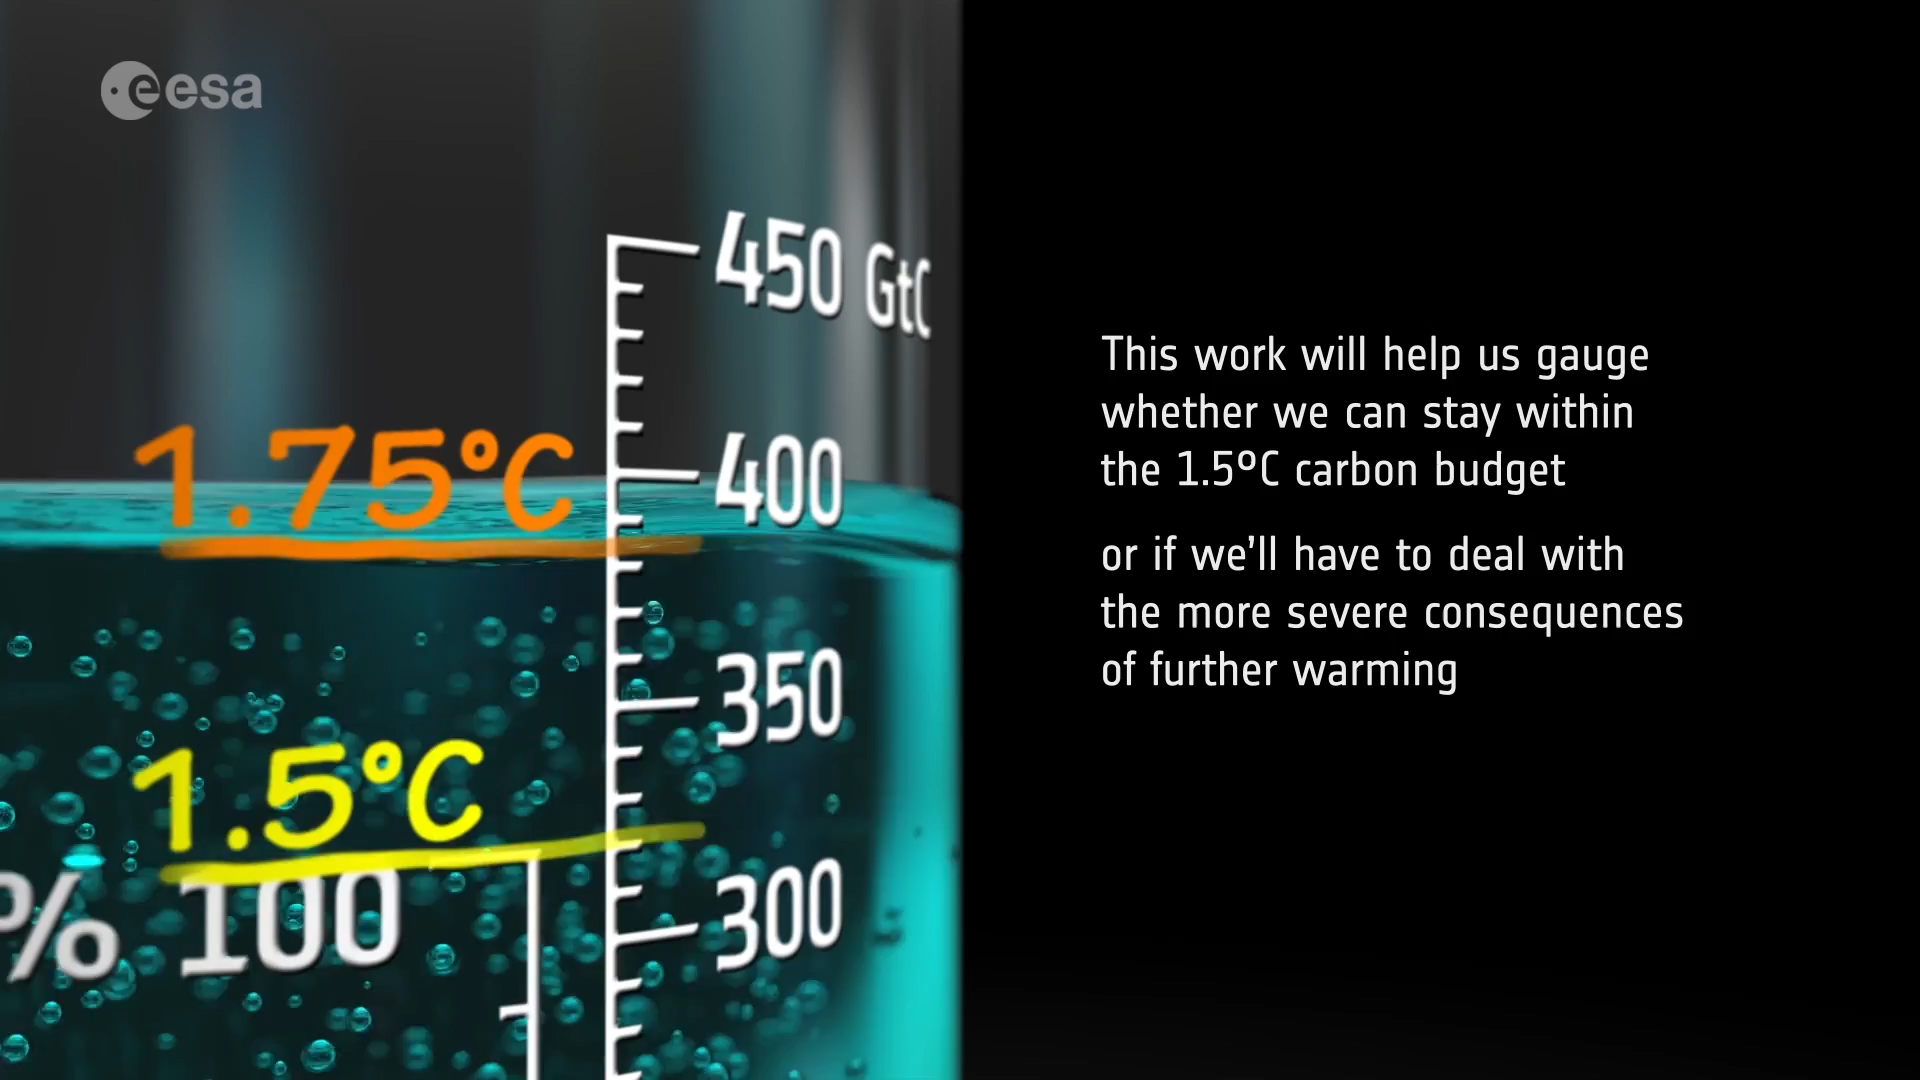 esa
450 GtC
1.75°C
400
350
1.5°C
% 100
300
This work will help us gauge
whether we can stay within
the 1.5°C carbon budget
or if we'll have to deal with
the more severe consequences
of further warming